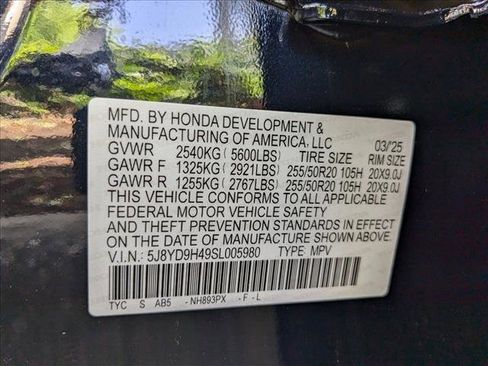 MFD. BY HONDA DEVELOPMENT &
MANUFACTURING OF AMERICA, LLC 03/'25
GVWR 2540KG ( 5600LBS) TIRE SIZE RIM SIZE
GAWR F 1325KG ( 2921LBS) 255/50R20 105H 20X9.0J
GAWR R 1255KG ( 2767LBS) 255/50R20 105H 20X9.0J
THIS VEHICLE CONFORMS TO ALL APPLICABLE
FEDERAL MOTOR VEHICLE SAFETY
AND THEFT PREVENTION STANDARDS IN EFFECT
ON THE DATE OF MANUFACTURE SHOWN ABOVE.
V.I.N.: 5J8YD9H49SL005980 TYPE: MPV
TYC S AB5 - NH893PX - F - L